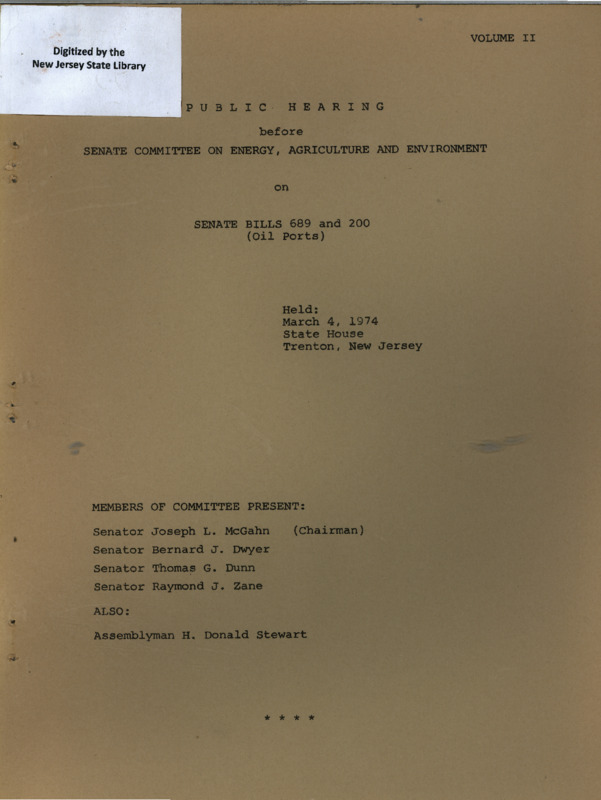 Digitized by the
New Jersey State Library
VOLUME II
PUBLIC HEARING
before
SENATE COMMITTEE ON ENERGY, AGRICULTURE AND ENVIRONMENT
on
SENATE BILLS 689 and 200
(Oil Ports)
Held:
March 4, 1974
State House
Trenton, New Jersey
MEMBERS OF COMMITTEE PRESENT:
Senator Joseph L. McGahn (Chairman)
Senator Bernard J. Dwyer
Senator Thomas G. Dunn
Senator Raymond J. Zane
ALSO:
Assemblyman H. Donald Stewart
* * * *